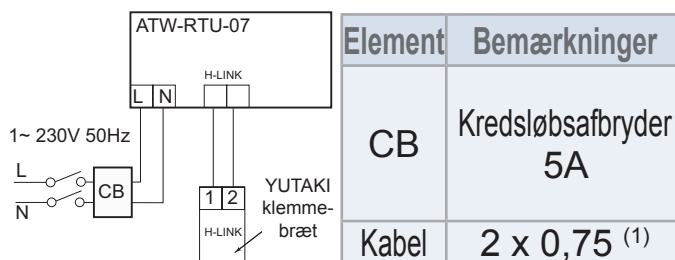 ATW-RTU-07
H-LINK
L N
1~ 230V 50Hz
L
CB
N
1 2
H-LINK
YUTAKI
klemme-
bræt
Element Bemærkninger
CB Kredsløbsafbryder
5A
Kabel 2 x 0,75 (1)